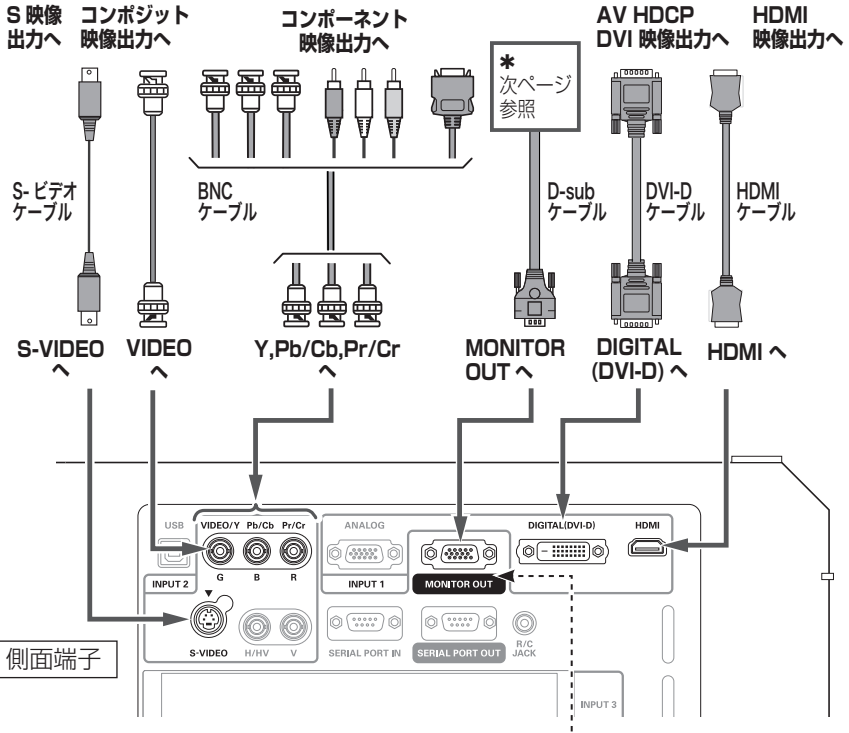 S 映像
出力へ
コンポジット
映像出力へ
コンポーネント
映像出力へ
AV HDCP
DVI 映像出力へ
HDMI
映像出力へ
*
次ページ
参照
S- ビデオ
ケーブル
BNC
ケーブル
D-sub
ケーブル
DVI-D
ケーブル
HDMI
ケーブル
S-VIDEO
へ
VIDEO
へ
Y,Pb/Cb,Pr/Cr
へ
MONITOR
OUT へ
DIGITAL
(DVI-D) へ
HDMI へ
USB
VIDEO/Y Pb/Cb Pr/Cr
ANALOG
DIGITAL(DVI-D)
HDMI
G B R
INPUT 2
INPUT 1
MONITOR OUT
S-VIDEO
H/HV
V
SERIAL PORT IN
SERIAL PORT OUT
R/C
JACK
側面端子
INPUT 3